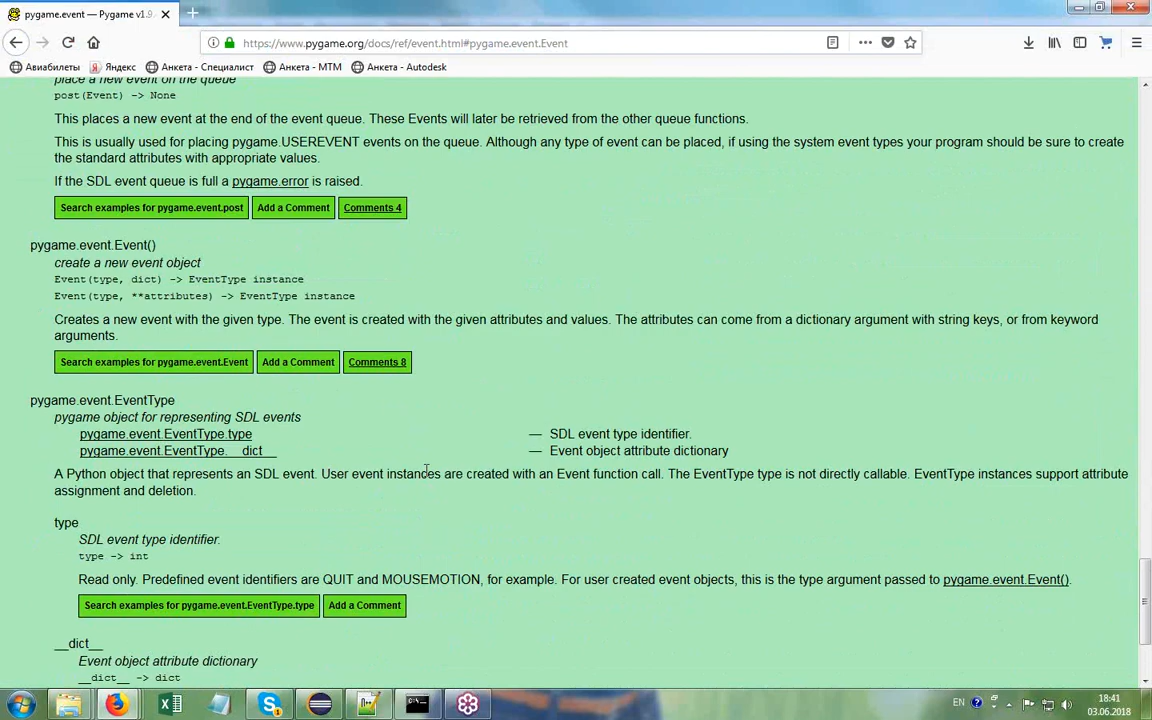 pygame.event — Pygame v1.9.
https://www.pygame.org/docs/ref/event.html#pygame.event.Event
Авиабилеты Яндекс Анкета - Специалист Анкета - МТМ Анкета - Autodesk
place a new event on the queue
post(Event) -> None
This places a new event at the end of the event queue. These Events will later be retrieved from the other queue functions.
This is usually used for placing pygame.USEREVENT events on the queue. Although any type of event can be placed, if using the system event types your program should be sure to create
the standard attributes with appropriate values.
If the SDL event queue is full a pygame.error is raised.
Search examples for pygame.event.post Add a Comment Comments 4
pygame.event.Event()
create a new event object
Event(type, dict) -> EventType instance
Event(type, **attributes) -> EventType instance
Creates a new event with the given type. The event is created with the given attributes and values. The attributes can come from a dictionary argument with string keys, or from keyword
arguments.
Search examples for pygame.event.Event Add a Comment Comments 8
pygame.event.EventType
pygame object for representing SDL events
pygame.event.EventType.type — SDL event type identifier.
pygame.event.EventType.__dict__ — Event object attribute dictionary
A Python object that represents an SDL event. User event instances are created with an Event function call. The EventType type is not directly callable. EventType instances support attribute
assignment and deletion.
type
SDL event type identifier.
type -> int
Read only. Predefined event identifiers are QUIT and MOUSEMOTION, for example. For user created event objects, this is the type argument passed to pygame.event.Event().
Search examples for pygame.event.EventType.type Add a Comment
__dict__
Event object attribute dictionary
__dict__ -> dict
EN 18:41
03.06.2018